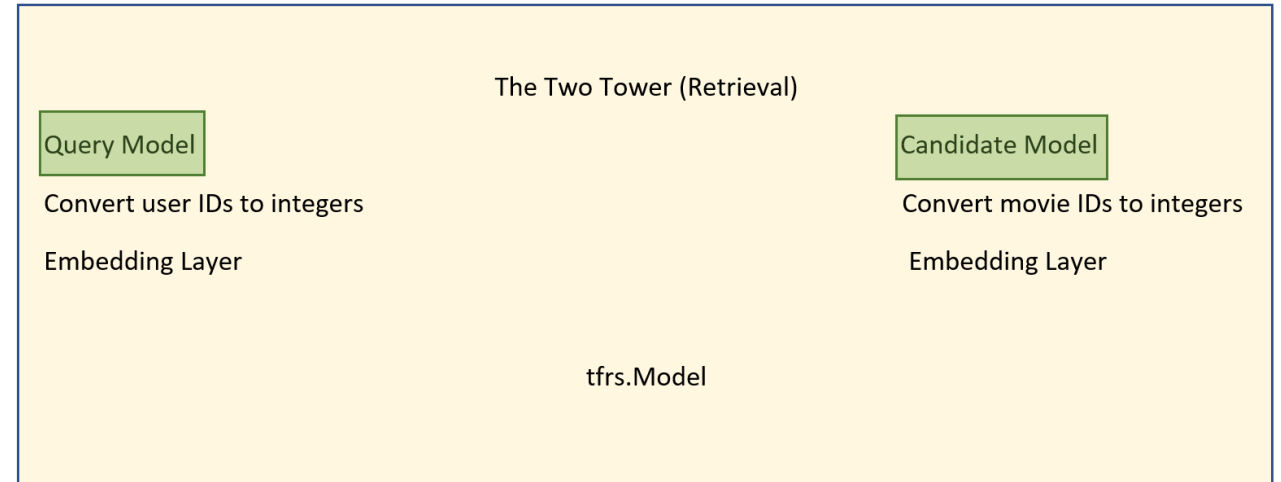 The Two Tower (Retrieval)
Query Model
Candidate Model
Convert user IDs to integers
Convert movie IDs to integers
Embedding Layer
Embedding Layer
tfrs.Model